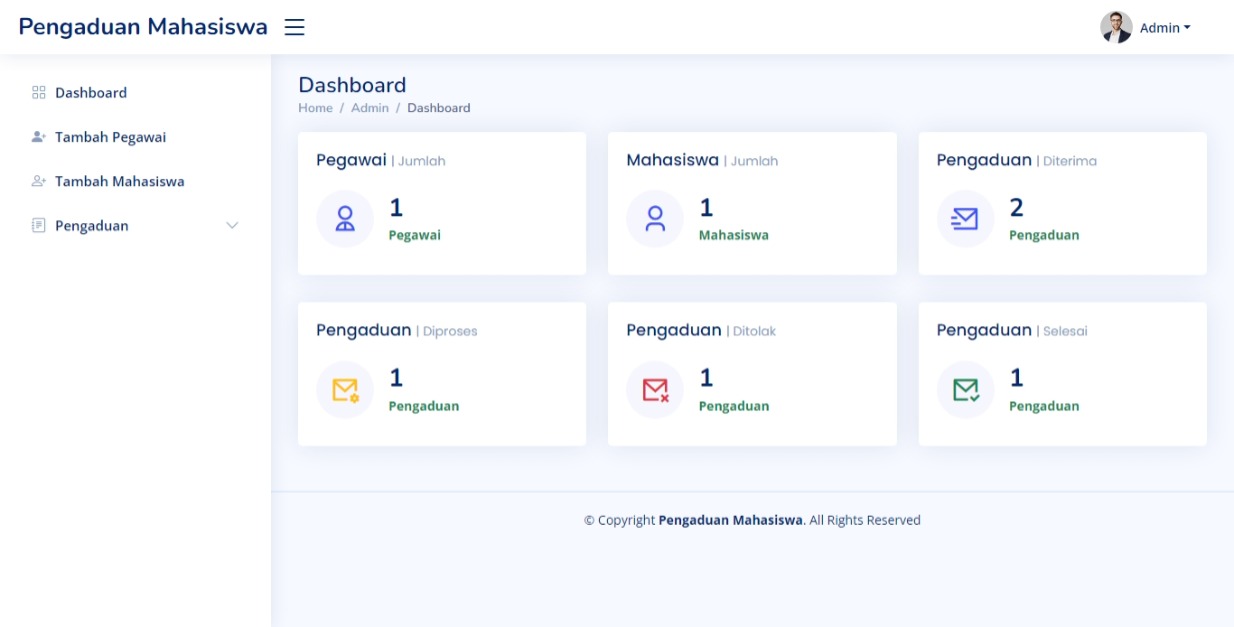 Pengaduan Mahasiswa
Admin
Dashboard
Tambah Pegawai
Tambah Mahasiswa
Pengaduan
Dashboard
Home / Admin / Dashboard
Pegawai | Jumlah
1
Pegawai
Mahasiswa | Jumlah
1
Mahasiswa
Pengaduan | Diterima
2
Pengaduan
Pengaduan | Diproses
1
Pengaduan
Pengaduan | Ditolak
1
Pengaduan
Pengaduan | Selesai
1
Pengaduan
© Copyright Pengaduan Mahasiswa. All Rights Reserved